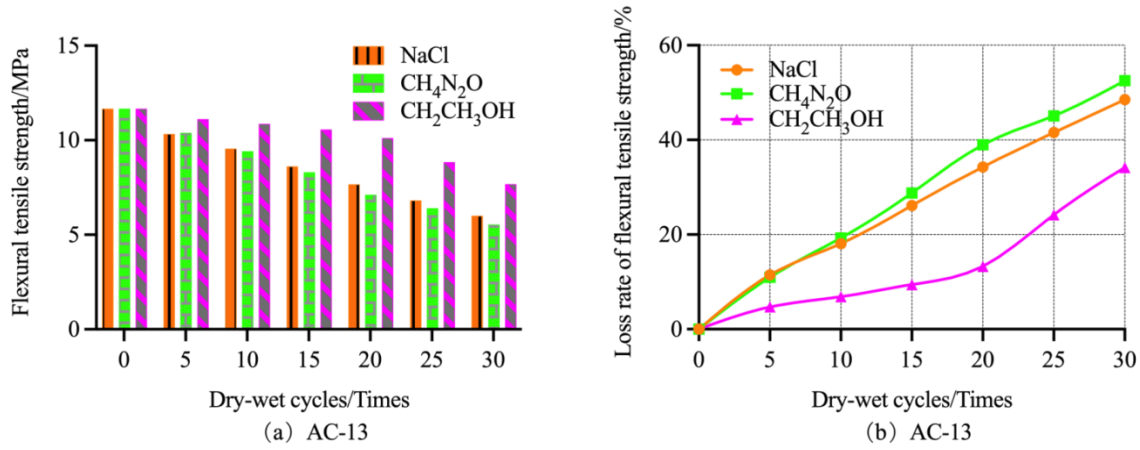 Flexural tensile strength/MPa
15
10
5
0
NaCl
CH₄N₂O
CH₂CH₃OH
0 5 10 15 20 25 30
Dry-wet cycles/Times
(a) AC-13
Loss rate of flexural tensile strength/%
60
40
20
0
NaCl
CH₄N₂O
CH₂CH₃OH
0 5 10 15 20 25 30
Dry-wet cycles/Times
(b) AC-13